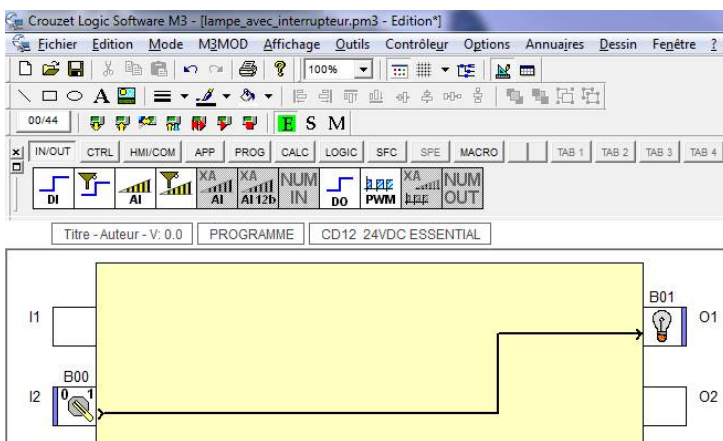 Crouzet Logic Software M3 - [lampe_avec_interrupteur.pm3 - Edition*]
Fichier Edition Mode M3MOD Affichage Outils Contrôleur Options Annuaires Dessin Fenêtre ?
100%
A
00/44 E S M
IN/OUT CTRL HMI/COM APP PROG CALC LOGIC SFC SPE MACRO TAB 1 TAB 2 TAB 3 TAB 4
DI AI XA AI XA AI 12b NUM IN DO PWM XA NUM OUT
Titre - Auteur - V: 0.0 PROGRAMME CD12 24VDC ESSENTIAL
B01
I1 O1
B00
I2 0 1 O2